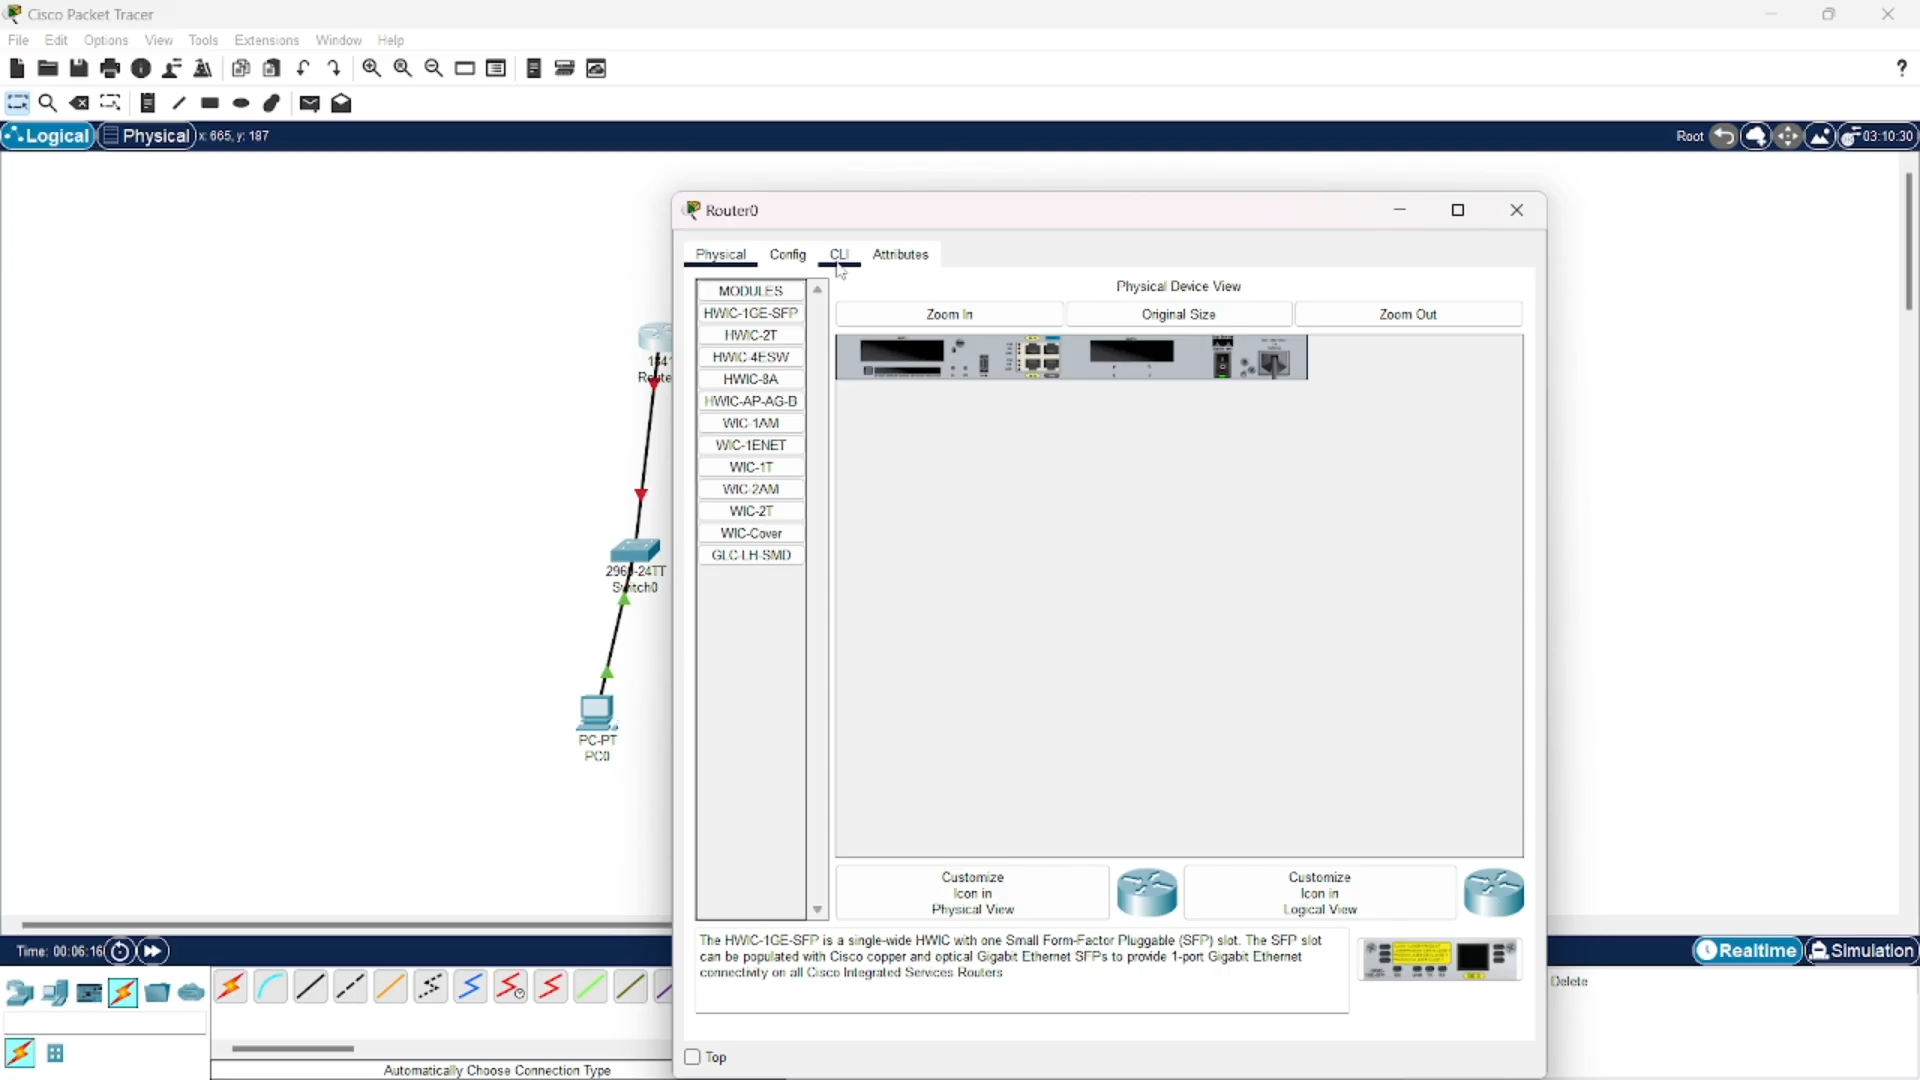 Cisco Packet Tracer
File Edit Options View Tools Extensions Window Help
?
Logical Physical x: 665, y: 187
Root 03:10:30
Router0
Physical Config CLI Attributes
MODULES
HWIC-1GE-SFP
HWIC-2T
HWIC-4ESW
HWIC-8A
HWIC-AP-AG-B
WIC-1AM
WIC-1ENET
WIC-1T
WIC-2AM
WIC-2T
WIC-Cover
GLC-LH-SMD
Physical Device View
Zoom In Original Size Zoom Out
1841
Route
2960-24TT
Switch0
PC-PT
PC0
Customize
Icon in
Physical View
Customize
Icon in
Logical View
The HWIC-1GE-SFP is a single-wide HWIC with one Small Form-Factor Pluggable (SFP) slot. The SFP slot
can be populated with Cisco copper and optical Gigabit Ethernet SFPs to provide 1-port Gigabit Ethernet
connectivity on all Cisco Integrated Services Routers
Top
Time: 00:06:16
Realtime Simulation
Delete
Automatically Choose Connection Type